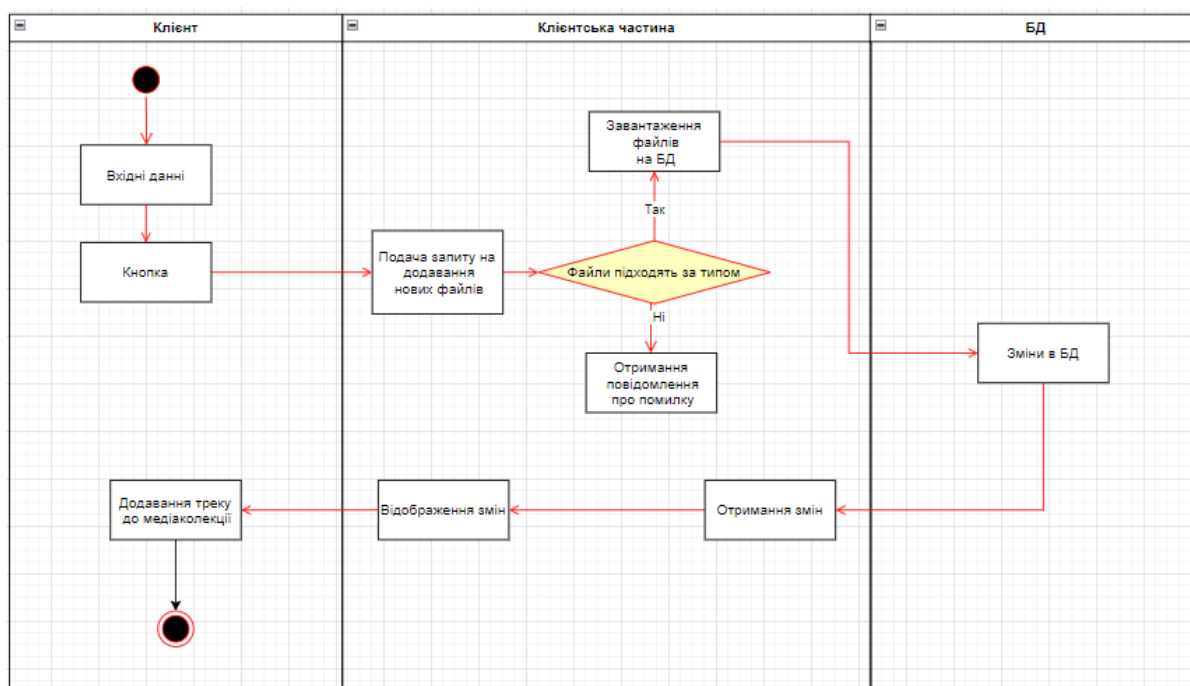 Клієнт
Клієнтська частина
БД
Вхідні данні
Кнопка
Подача запиту на
додавання
нових файлів
Файли підходять за типом
Так
Завантаження
файлів
на БД
Ні
Отримання
повідомлення
про помилку
Зміни в БД
Отримання змін
Відображення змін
Додавання треку
до медіаколекції